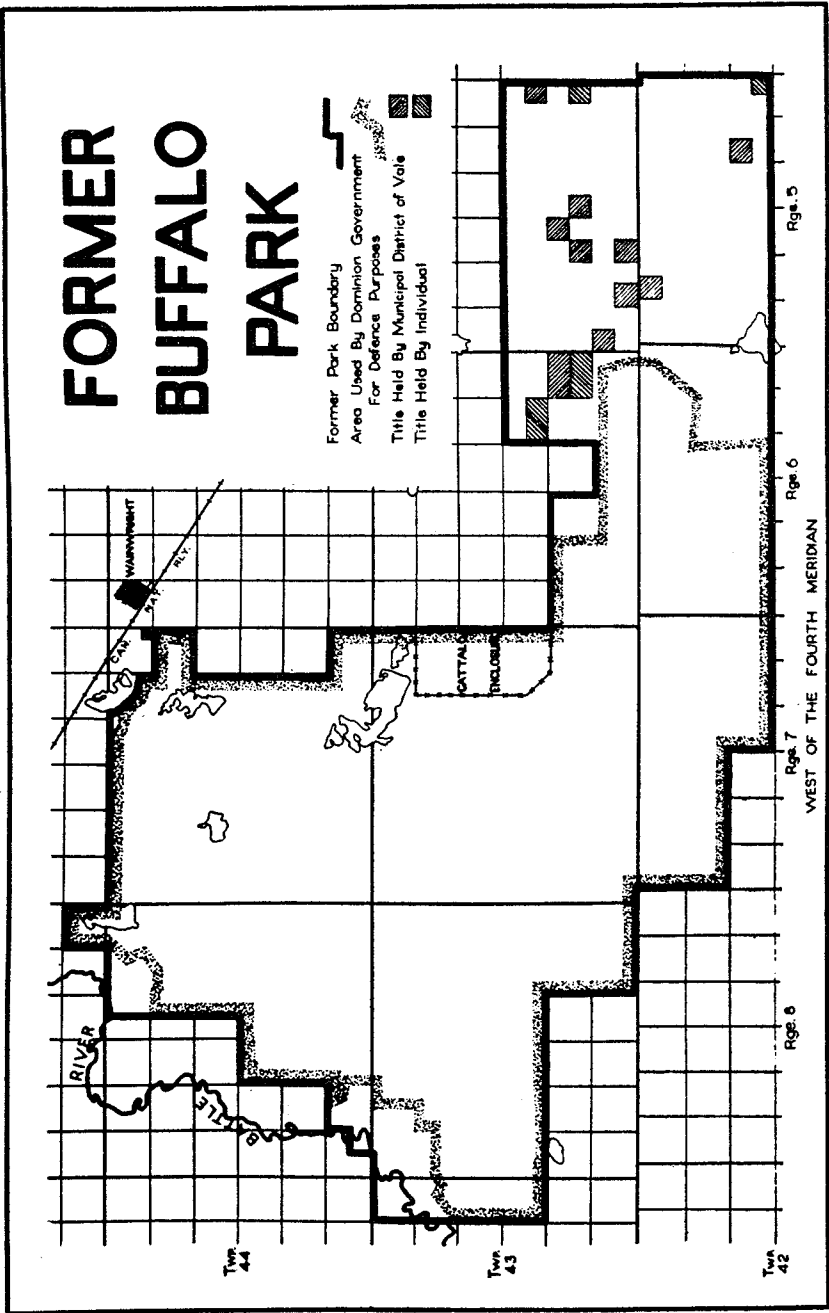 FORMER
BUFFALO
PARK
Former Park Boundary
Area Used By Dominion Government
For Defence Purposes
Title Held By Municipal District of Vale
Title Held By Individual
WAINWRIGHT
CAN. NAT. RLY.
RIVER
BATTLE
CATTALO
ENCLOSURE
TWP.
44
TWP.
43
TWP.
42
Rge. 8
Rge. 7
Rge. 6
Rge. 5
WEST OF THE FOURTH MERIDIAN